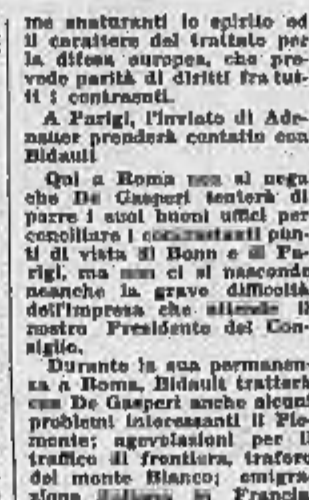 me snaturanti lo spirito ed
il carattere del trattato per
la difesa europea, che pre-
vede parità di diritti fra tut-
ti i contraenti.
A Parigi, l'inviato di Ade-
nauer prenderà contatto con
Bidault
Qui a Roma non si nega
che De Gasperi tenterà di
porre i suoi buoni uffici per
conciliare i contrastanti pun-
ti di vista di Bonn e di Pa-
rigi, ma non ci si nasconde
neanche la grave difficoltà
dell'impresa che attende il
nostro Presidente del Con-
siglio.
Durante la sua permanen-
za a Roma, Bidault tratterà
con De Gasperi anche alcuni
problemi interessanti il Pie-
monte; agevolazioni per il
traffico di frontiera, traforo
del monte Bianco; emigra-
zione italiana in Francia